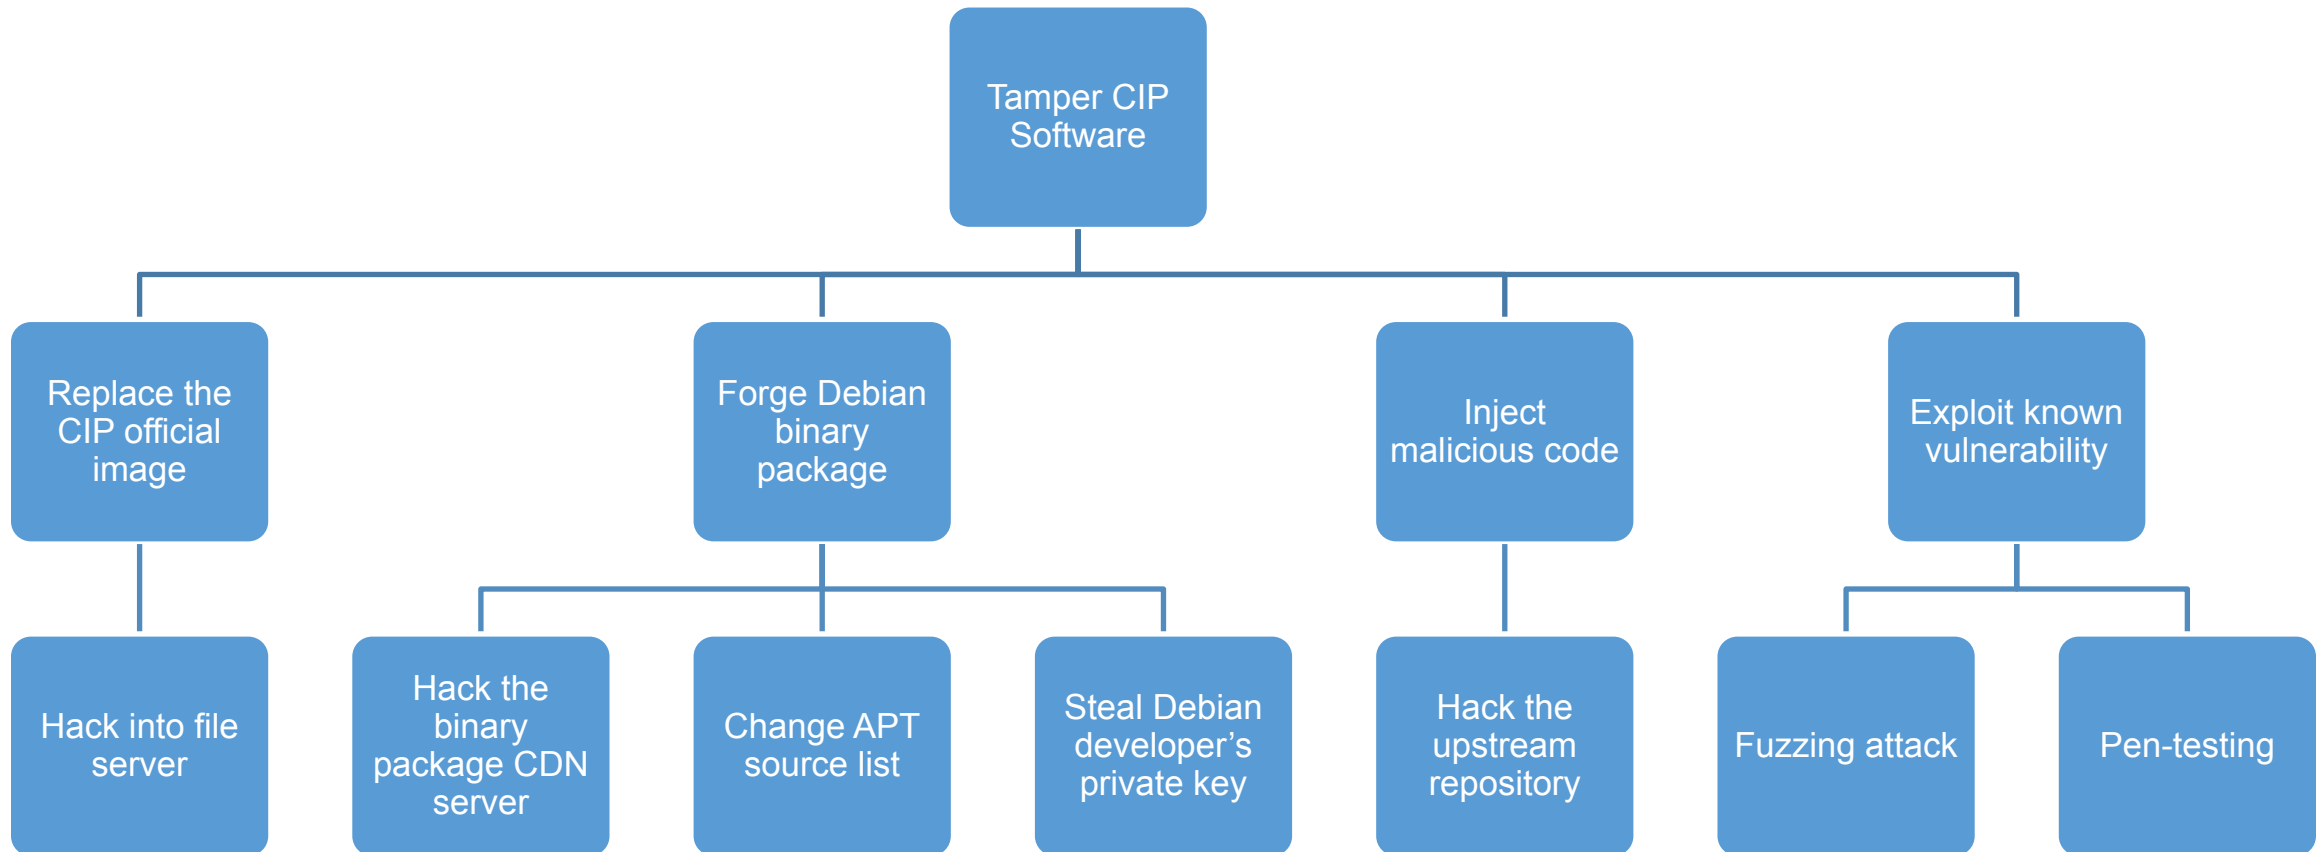 Tamper CIP
Software
Replace the
CIP official
image
Forge Debian
binary
package
Inject
malicious code
Exploit known
vulnerability
Hack into file
server
Hack the
binary
package CDN
server
Change APT
source list
Steal Debian
developer’s
private key
Hack the
upstream
repository
Fuzzing attack
Pen-testing